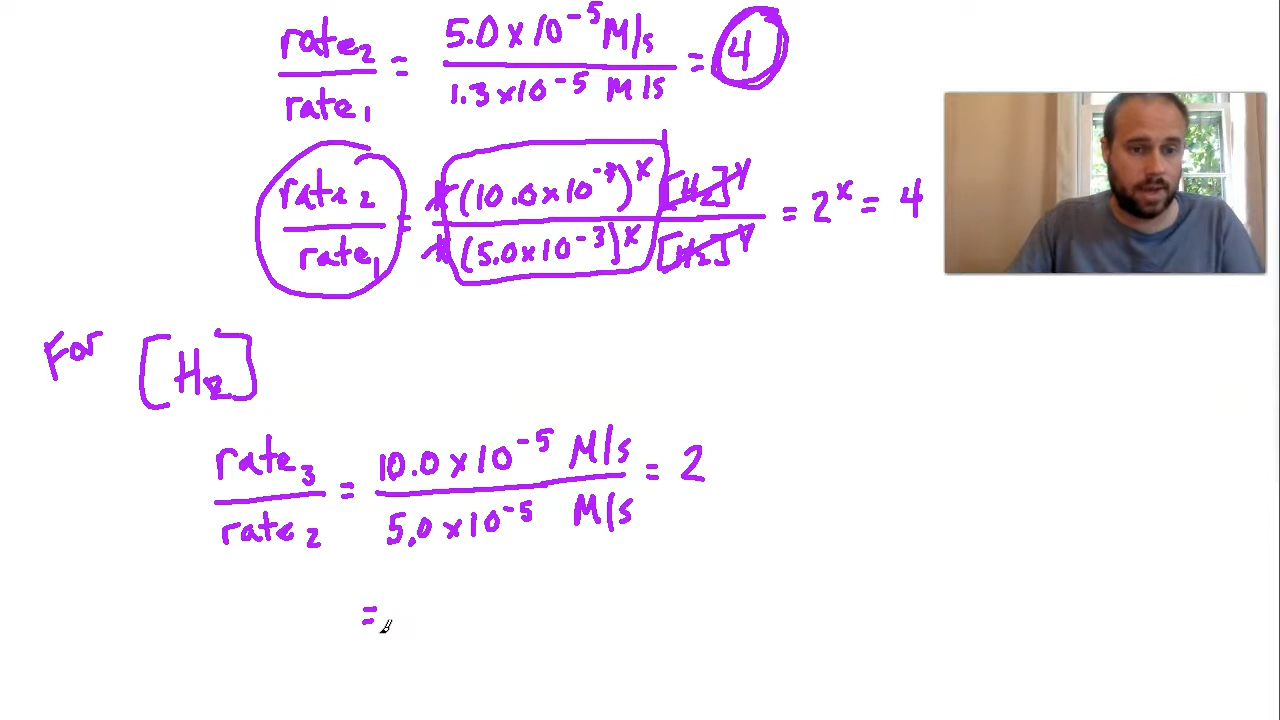 rate₂ / rate₁ = 5.0 x 10⁻⁵ M/s / 1.3 x 10⁻⁵ M/s = 4
rate₂ / rate₁ = k (10.0 x 10⁻³)ˣ [H₂]ʸ / k (5.0 x 10⁻³)ˣ [H₂]ʸ = 2ˣ = 4
For [H₂]
rate₃ / rate₂ = 10.0 x 10⁻⁵ M/s / 5.0 x 10⁻⁵ M/s = 2
=